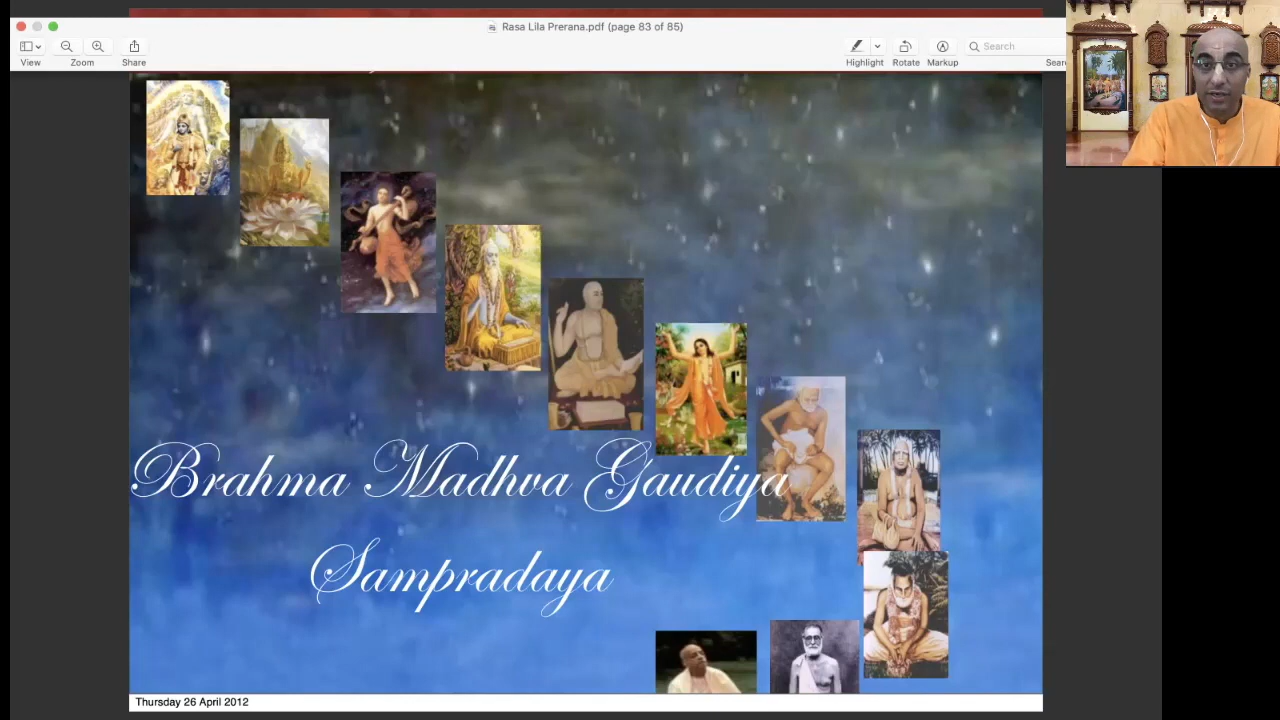 Rasa Lila Prerana.pdf (page 83 of 85)
View
Zoom
Share
Highlight
Rotate
Markup
Search
Sear
Brahma Madhva Gaudiya
Sampradaya
Thursday 26 April 2012